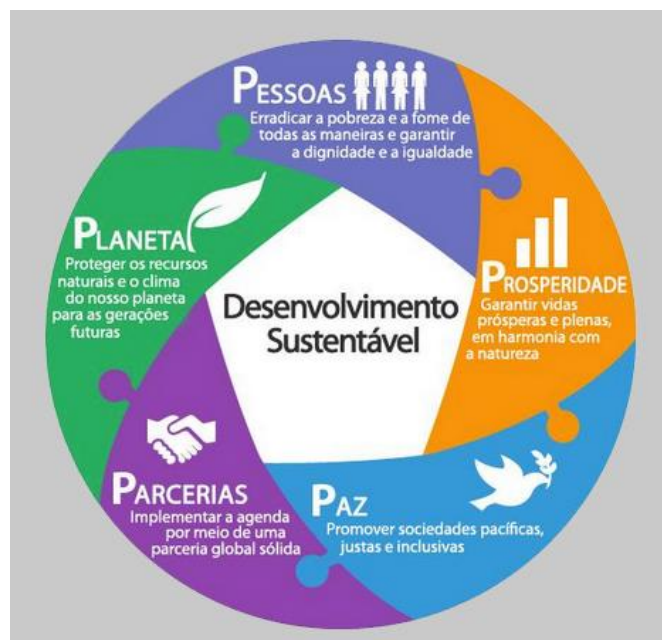 PESSOAS
Erradicar a pobreza e a fome de
todas as maneiras e garantir
a dignidade e a igualdade
PLANETA
Proteger os recursos
naturais e o clima
do nosso planeta
para as gerações
futuras
PROSPERIDADE
Garantir vidas
prósperas e plenas,
em harmonia com
a natureza
Desenvolvimento
Sustentável
PARCERIAS
Implementar a agenda
por meio de uma
parceria global sólida
PAZ
Promover sociedades pacíficas,
justas e inclusivas